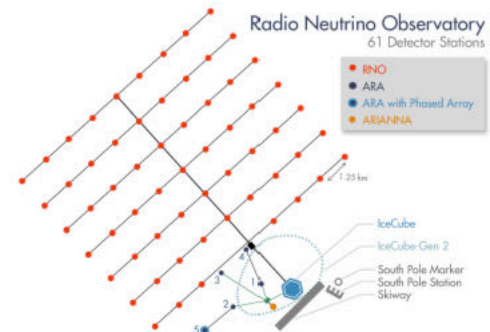 Radio Neutrino Observatory
61 Detector Stations
RNO
ARA
ARA with Phased Array
ARIANNA
1.25 km
IceCube
IceCube-Gen 2
South Pole Marker
South Pole Station
Skiway
4
3
1
2
5